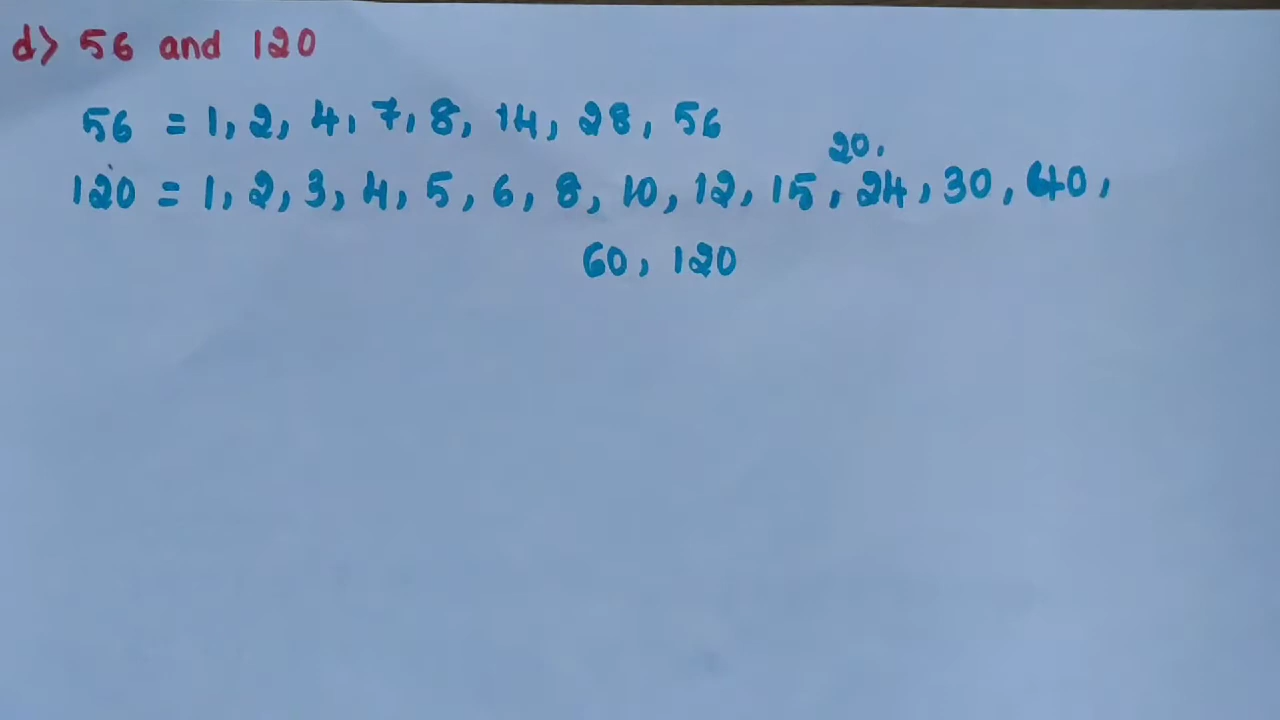 d> 56 and 120
56 = 1, 2, 4, 7, 8, 14, 28, 56
20,
120 = 1, 2, 3, 4, 5, 6, 8, 10, 12, 15, 24, 30, 40,
60, 120